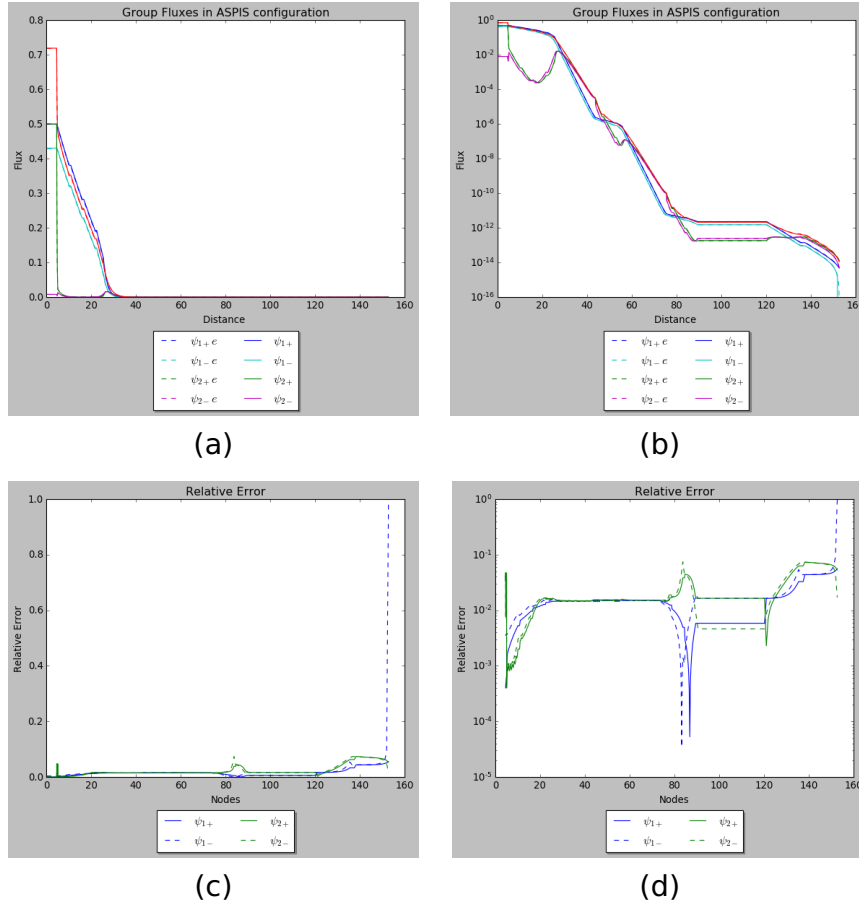 Group Fluxes in ASPIS configuration
0.8
0.7
0.6
0.5
0.4
0.3
0.2
0.1
0.0
Flux
0 20 40 60 80 100 120 140 160
Distance
ψ1+ e ψ1+
ψ1− e ψ1−
ψ2+ e ψ2+
ψ2− e ψ2−
(a)
Group Fluxes in ASPIS configuration
10^0
10^-2
10^-4
10^-6
10^-8
10^-10
10^-12
10^-14
10^-16
Flux
0 20 40 60 80 100 120 140 160
Distance
ψ1+ e ψ1+
ψ1− e ψ1−
ψ2+ e ψ2+
ψ2− e ψ2−
(b)
Relative Error
1.0
0.8
0.6
0.4
0.2
0.0
Relative Error
0 20 40 60 80 100 120 140 160
Nodes
ψ1+ ψ2+
ψ1− ψ2−
(c)
Relative Error
10^0
10^-1
10^-2
10^-3
10^-4
10^-5
Relative Error
0 20 40 60 80 100 120 140 160
Nodes
ψ1+ ψ2+
ψ1− ψ2−
(d)